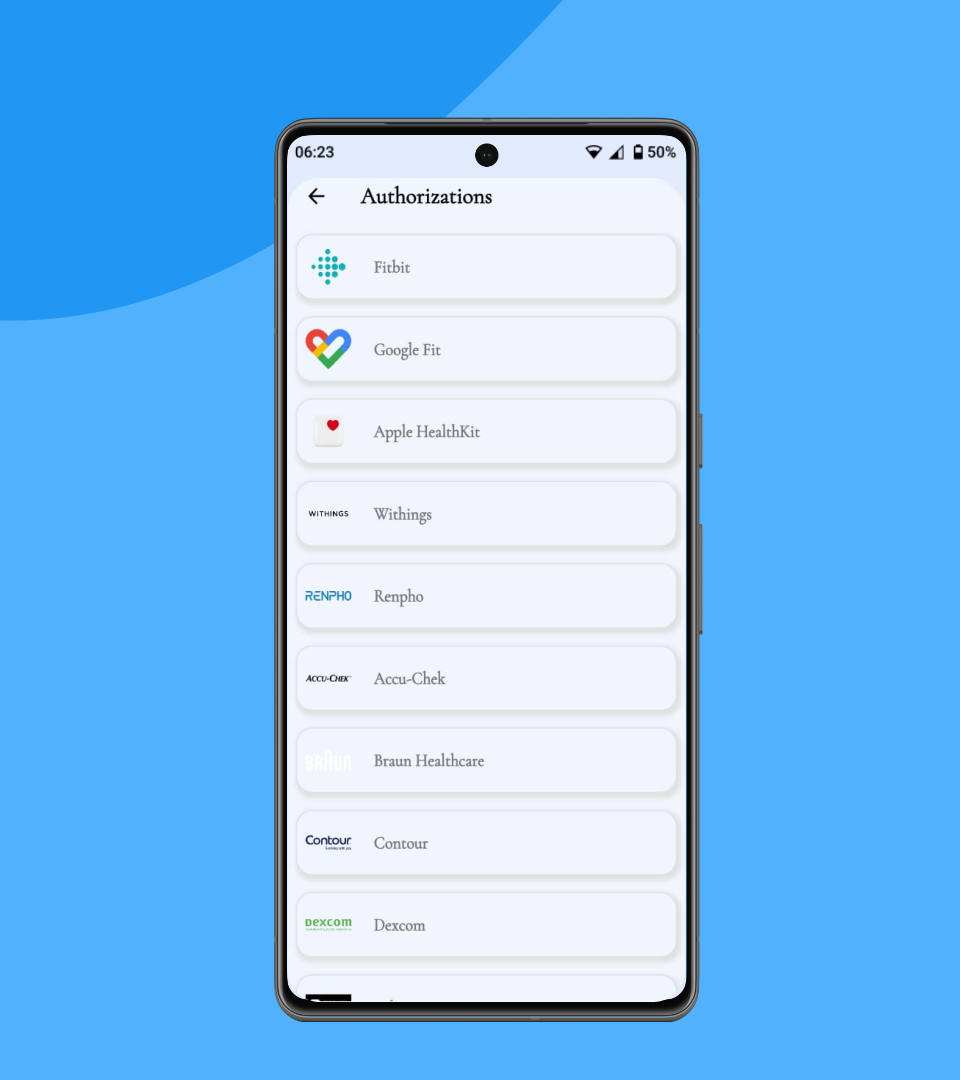 06:23
50%
Authorizations
Fitbit
Google Fit
Apple HealthKit
WITHINGS
Withings
RENPHO
Renpho
ACCU-CHEK
Accu-Chek
BRAUN
Braun Healthcare
Contour
Contour
Dexcom
Dexcom